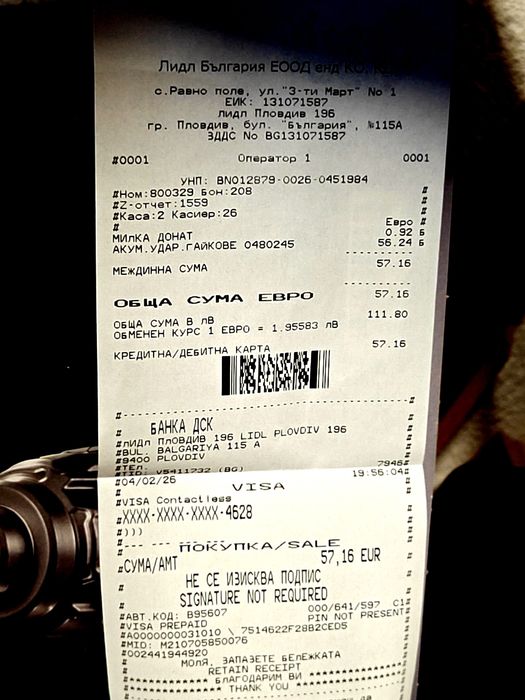 Лидл България ЕООД енд КО.
с.Равно поле, ул."3-ти Март" No 1
ЕИК: 131071587
лидл Пловдив 196
гр. Пловдив, бул. "България", №115А
ЗДДС No BG131071587
#0001 Оператор 1 0001
УНП: BN012879-0026-0451984
#Ном:800329 Бон:208 #
#Z-отчет:1559 #
#Каса:2 Касиер:26 #
# Евро #
МИЛКА ДОНАТ 0.92 Б
АКУМ.УДАР.ГАЙКОВЕ 0480245 56.24 Б
МЕЖДИННА СУМА 57.16
ОБЩА СУМА ЕВРО 57.16
ОБЩА СУМА В лВ 111.80
ОБМЕНЕН КУРС 1 ЕВРО = 1.95583 лВ
КРЕДИТНА/ДЕБИТНА КАРТА 57.16
БАНКА ДСК
#лИДл ПлОВДИВ 196 LIDL PLOVDIV 196
#BUL. BALGARIYA 115 A
#9400 PLOVDIV
#ТЕЛ: 7946#
#TID: V5411732 (BG) 19:56:04#
#04/02/26
VISA
#VISA Contactless
#XXXX-XXXX-XXXX-4628
#)))
ПОКУПКА/SALE
#СУМА/AMT 57,16 EUR
НЕ СЕ ИЗИСКВА ПОДПИС
SIGNATURE NOT REQUIRED
#АВТ.КОД: B95607 000/641/597 C1#
#VISA PREPAID PIN NOT PRESENT#
#A0000000031010 \ 7514622F28B2CED5
#MID: M210705850076
#002441944920
МОЛЯ, ЗАПАЗЕТЕ БЕлЕЖКАТА
RETAIN RECEIPT
БлАГОДАРИМ ВИ
THANK YOU